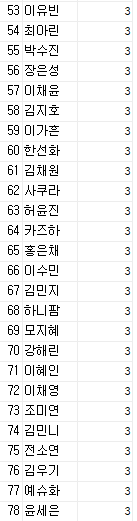 53 이유빈 3
54 최아린 3
55 박수진 3
56 장은성 3
57 이채윤 3
58 김지호 3
59 이가흔 3
60 한선화 3
61 김채원 3
62 사쿠라 3
63 허윤진 3
64 카즈하 3
65 홍은채 3
66 이수민 3
67 김민지 3
68 하니팜 3
69 모지혜 3
70 강해린 3
71 이혜인 3
72 이채영 3
73 조미연 3
74 김민니 3
75 전소연 3
76 김우기 3
77 예슈화 3
78 윤세은 3